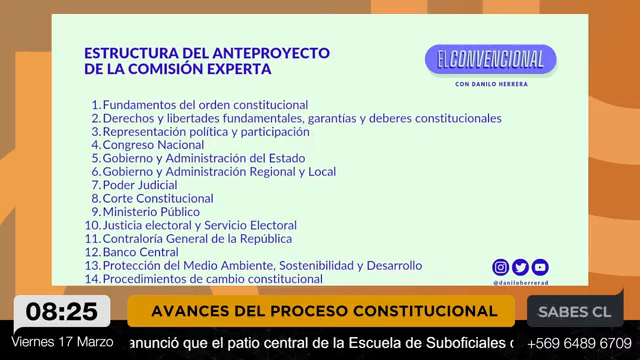 ESTRUCTURA DEL ANTEPROYECTO
DE LA COMISIÓN EXPERTA
EL CONVENCIONAL
CON DANILO HERRERA
1. Fundamentos del orden constitucional
2. Derechos y libertades fundamentales, garantías y deberes constitucionales
3. Representación política y participación
4. Congreso Nacional
5. Gobierno y Administración del Estado
6. Gobierno y Administración Regional y Local
7. Poder Judicial
8. Corte Constitucional
9. Ministerio Público
10. Justicia electoral y Servicio Electoral
11. Contraloría General de la República
12. Banco Central
13. Protección del Medio Ambiente, Sostenibilidad y Desarrollo
14. Procedimientos de cambio constitucional
@daniloherrerad
08:25
AVANCES DEL PROCESO CONSTITUCIONAL
SABES CL
Viernes 17 Marzo
anunció que el patio central de la Escuela de Suboficiales
+569 6489 6709